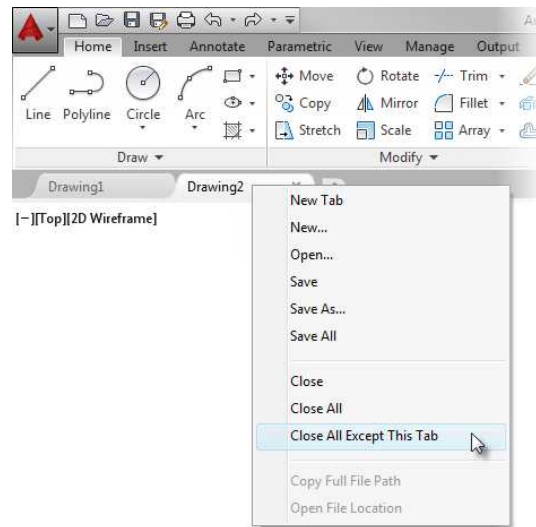 Home Insert Annotate Parametric View Manage Output
Move Rotate Trim
Line Polyline Circle Arc Copy Mirror Fillet
Stretch Scale Array
Draw Modify
Drawing1 Drawing2
[−][Top][2D Wireframe]
New Tab
New...
Open...
Save
Save As...
Save All
Close
Close All
Close All Except This Tab
Copy Full File Path
Open File Location